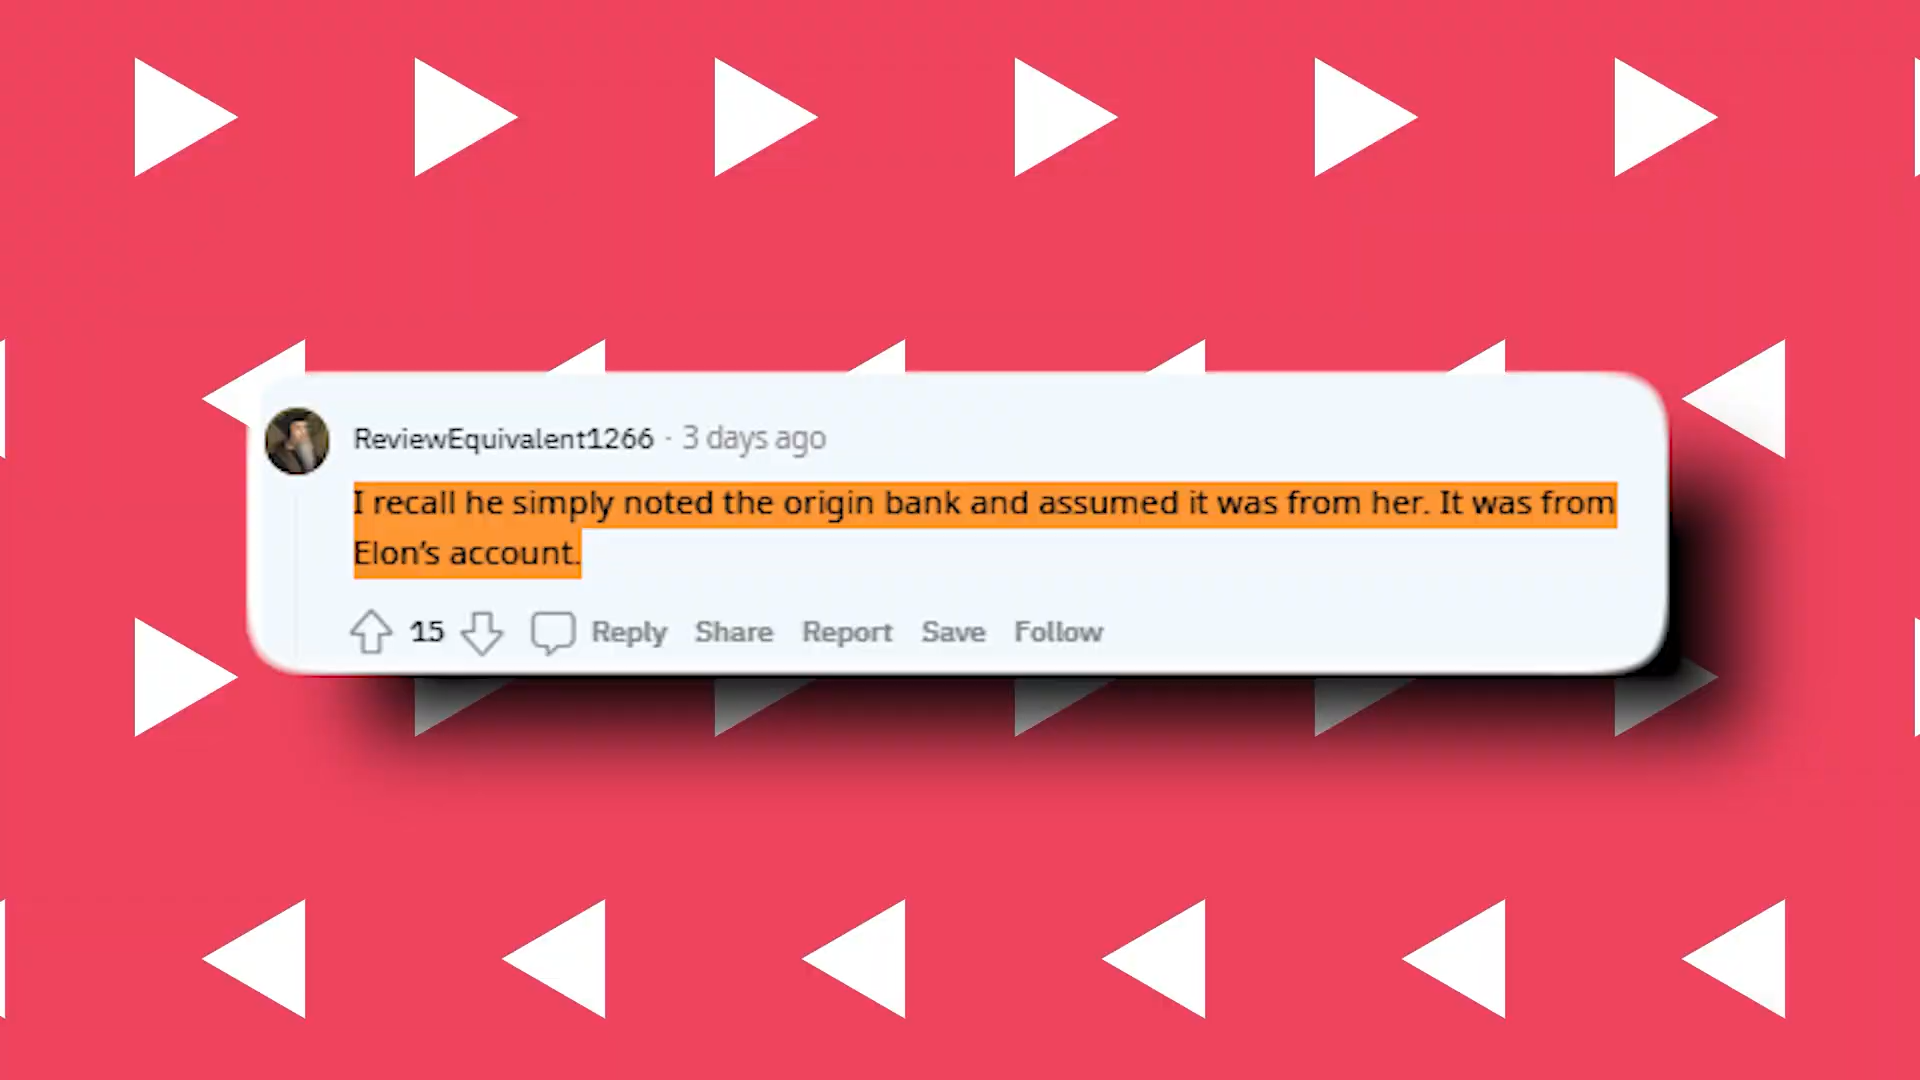 ReviewEquivalent1266 · 3 days ago
I recall he simply noted the origin bank and assumed it was from her. It was from
Elon’s account.
15 Reply Share Report Save Follow